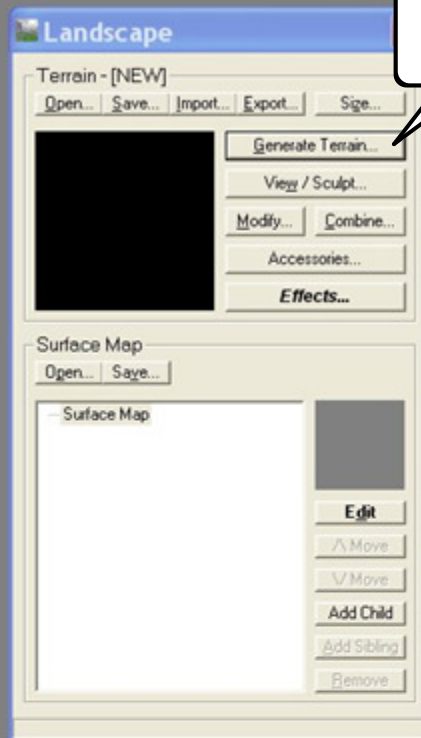 Landscape
Terrain - [NEW]
Open... Save... Import... Export... Size...
Generate Terrain...
View / Sculpt...
Modify... Combine...
Accessories...
Effects...
Surface Map
Open... Save...
Surface Map
Edit
/\ Move
\/ Move
Add Child
Add Sibling
Remove